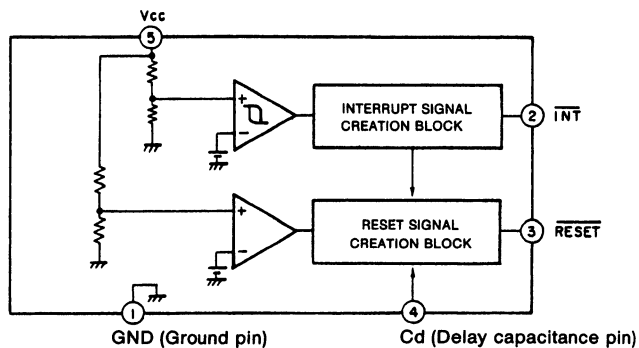 Vcc
5
+
−
INTERRUPT SIGNAL
CREATION BLOCK
2
INT
+
−
RESET SIGNAL
CREATION BLOCK
3
RESET
1
4
GND (Ground pin)
Cd (Delay capacitance pin)